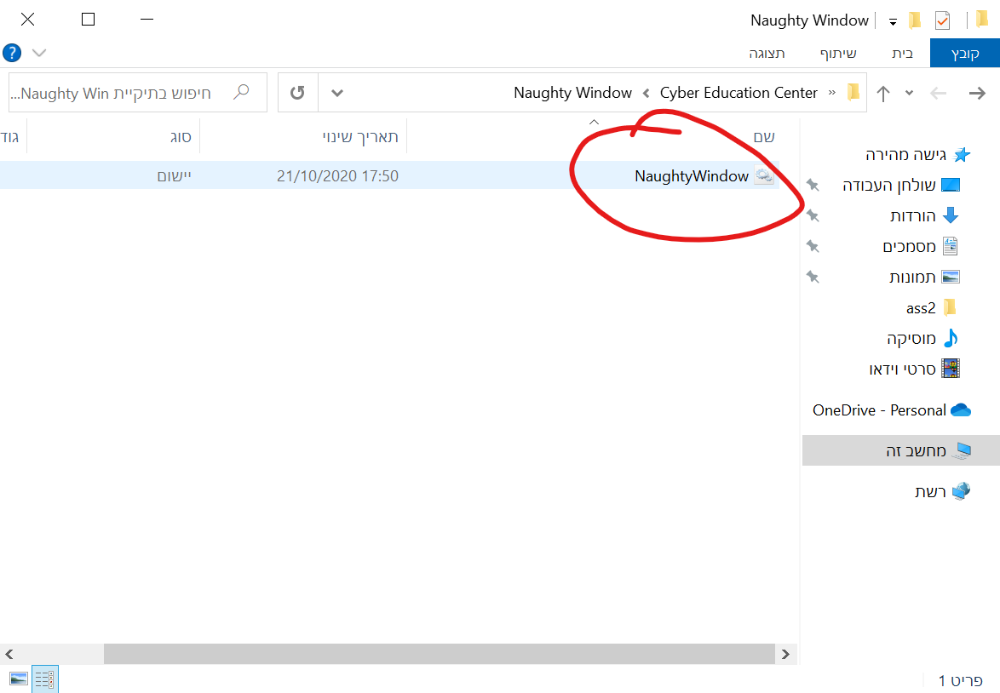 Naughty Window
קובץ
בית
שיתוף
תצוגה
?
Cyber Education Center
Naughty Window
חיפוש בתיקיית Naughty Win...
שם
תאריך שינוי
סוג
גוד
NaughtyWindow
21/10/2020 17:50
יישום
גישה מהירה
שולחן העבודה
הורדות
מסמכים
תמונות
ass2
מוסיקה
סרטי וידאו
OneDrive - Personal
מחשב זה
רשת
פריט 1